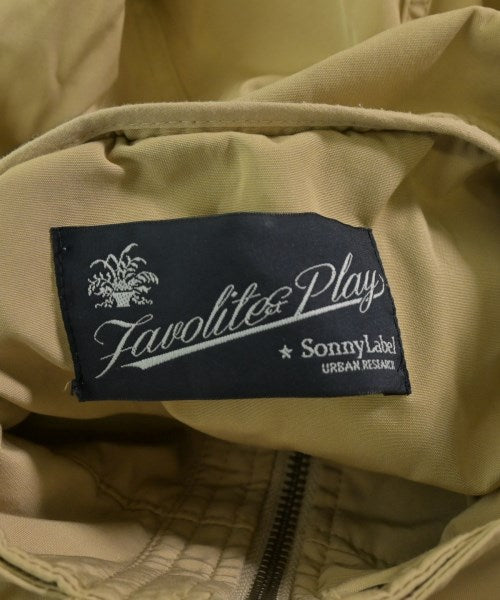 Favolite & Play
★ SonnyLabel
URBAN RESEARCH